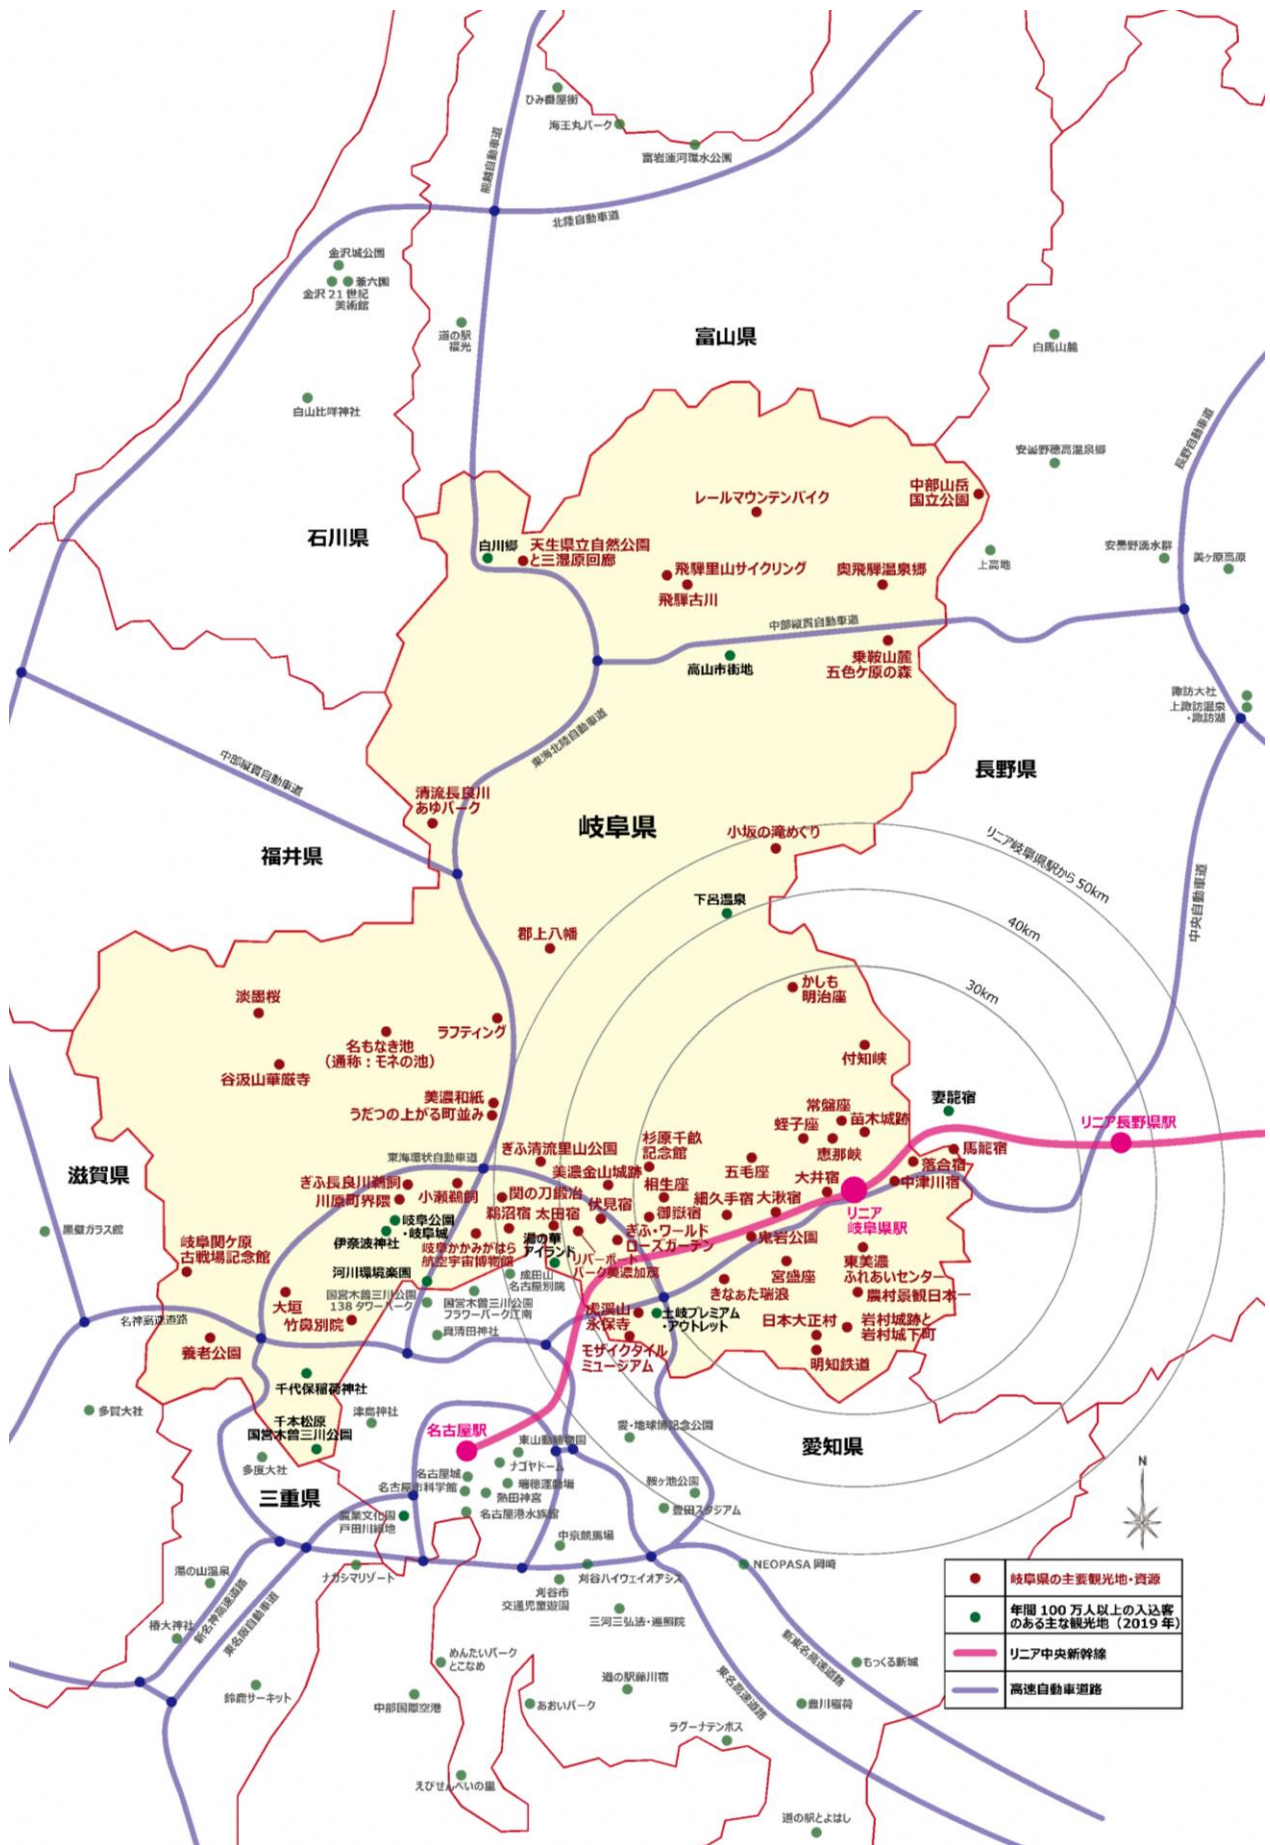 ひみ番屋街
海王丸パーク
富岩運河環水公園
能越自動車道
北陸自動車道
金沢城公園
兼六園
金沢 21 世紀
美術館
道の駅
福光
富山県
白馬山麓
白山比咩神社
長野自動車道
安曇野穂高温泉郷
中部山岳
国立公園
レールマウンテンバイク
石川県
白川郷
天生県立自然公園
と三湿原回廊
上高地
安曇野湧水群
美ヶ原高原
飛騨里山サイクリング
奥飛騨温泉郷
飛騨古川
中部縦貫自動車道
高山市街地
乗鞍山麓
五色ケ原の森
諏訪大社
上諏訪温泉
・諏訪湖
東海北陸自動車道
中部縦貫自動車道
長野県
清流長良川
あゆパーク
岐阜県
小坂の滝めぐり
リニア岐阜県駅から 50km
福井県
中央自動車道
下呂温泉
40km
郡上八幡
30km
かしも
明治座
淡墨桜
ラフティング
名もなき池
（通称：モネの池）
付知峡
谷汲山華厳寺
美濃和紙
うだつの上がる町並み
妻籠宿
常盤座
苗木城跡
リニア長野県駅
蛭子座
恵那峡
馬籠宿
東海環状自動車道
ぎふ清流里山公園
杉原千畝
記念館
滋賀県
美濃金山城跡
五毛座
落合宿
ぎふ長良川鵜飼
小瀬鵜飼
関の刀鍛冶
相生座
大井宿
中津川宿
川原町界隈
伏見宿
細久手宿
大湫宿
リニア
岐阜県駅
岐阜公園
・岐阜城
鵜沼宿
太田宿
御嵩宿
黒壁ガラス館
伊奈波神社
湯の華
アイランド
ぎふ・ワールド
ローズガーデン
鬼岩公園
岐阜関ケ原
古戦場記念館
岐阜かかみがはら
航空宇宙博物館
リバーポート
パーク美濃加茂
東美濃
ふれあいセンター
河川環境楽園
成田山
名古屋別院
宮盛座
国営木曽三川公園
138 タワーパーク
国営木曽三川公園
フラワーパーク江南
きなぁた瑞浪
農村景観日本一
大垣
竹鼻別院
名神高速道路
真清田神社
虎渓山
永保寺
土岐プレミアム
・アウトレット
日本大正村
岩村城跡と
岩村城下町
養老公園
モザイクタイル
ミュージアム
明知鉄道
千代保稲荷神社
多賀大社
津島神社
千本松原
国営木曽三川公園
名古屋駅
愛・地球博記念公園
愛知県
東山動植物園
多度大社
ナゴヤドーム
名古屋城
名古屋市科学館
瑞穂運動場
鞍ヶ池公園
三重県
熱田神宮
農業文化園
戸田川緑地
名古屋港水族館
豊田スタジアム
N
中京競馬場
湯の山温泉
ナガシマリゾート
刈谷ハイウェイオアシス
NEOPASA 岡崎
刈谷市
交通児童遊園
新名神高速道路
東名阪自動車道
椿大神社
三河三弘法・遍照院
めんたいパーク
とこなめ
新東名高速道路
もっくる新城
鈴鹿サーキット
中部国際空港
道の駅藤川宿
東名高速道路
あおいパーク
豊川稲荷
ラグーナテンボス
えびせんべいの里
道の駅とよはし
岐阜県の主要観光地・資源
年間 100 万人以上の入込客
のある主な観光地（2019 年）
リニア中央新幹線
高速自動車道路